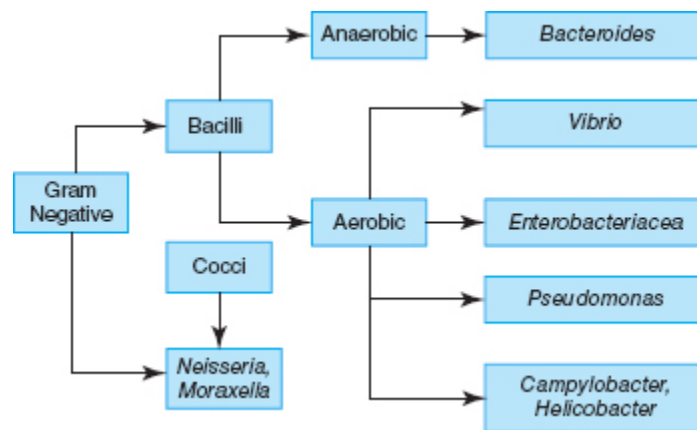 Anaerobic
Bacteroides
Bacilli
Vibrio
Gram
Negative
Aerobic
Enterobacteriacea
Cocci
Pseudomonas
Neisseria,
Moraxella
Campylobacter,
Helicobacter